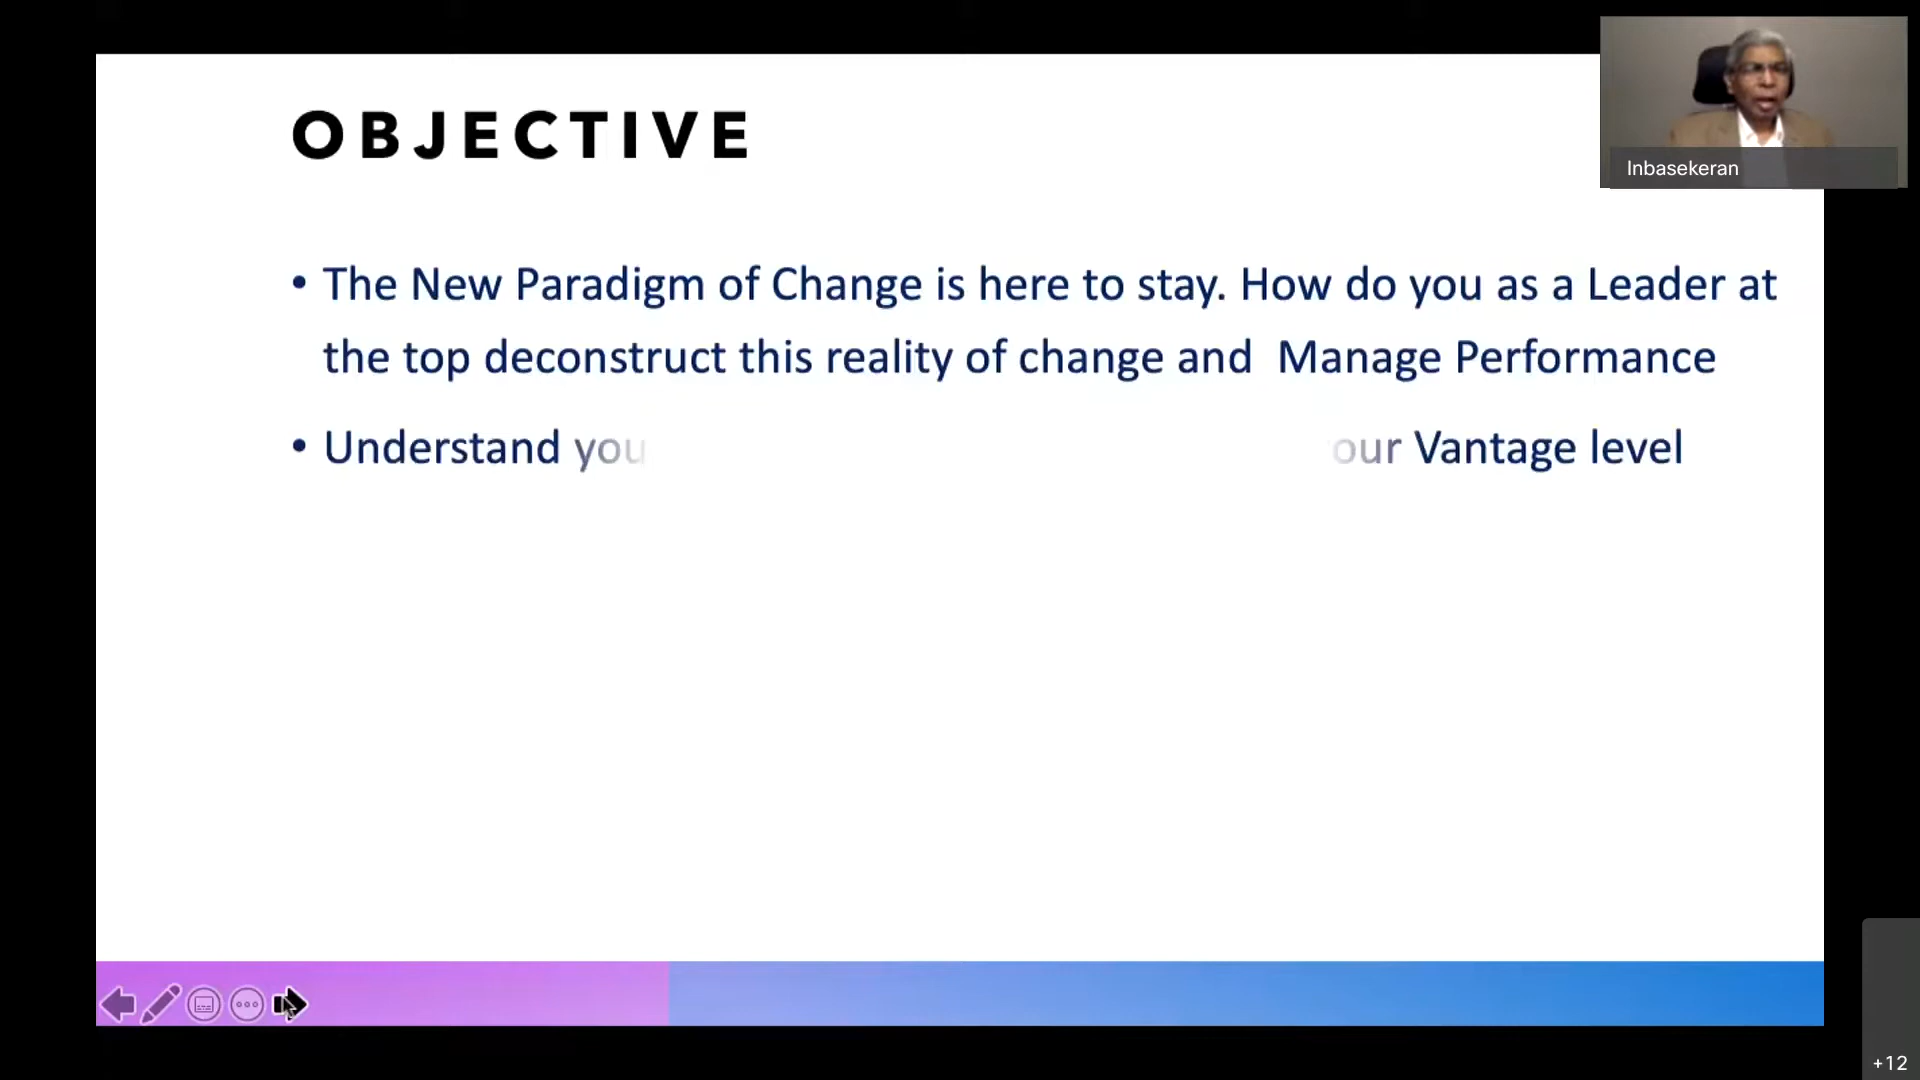 OBJECTIVE
Inbasekeran
• The New Paradigm of Change is here to stay. How do you as a Leader at
the top deconstruct this reality of change and Manage Performance
• Understand you our Vantage level
+12